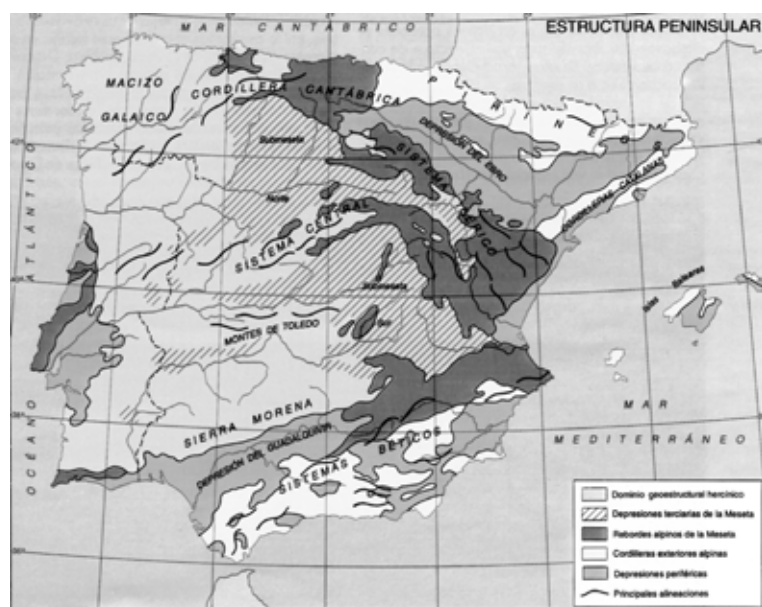 ESTRUCTURA PENINSULAR
MAR CANTÁBRICO
MACIZO
GALAICO
CORDILLERA CANTÁBRICA
PIRINEOS
DEPRESIÓN DEL EBRO
Submeseta
Norte
SISTEMA IBÉRICO
CORDILLERAS CATALANAS
ATLÁNTICO
SISTEMA CENTRAL
Submeseta
Sur
Islas Baleares
MONTES DE TOLEDO
OCÉANO
SIERRA MORENA
DEPRESIÓN DEL GUADALQUIVIR
SISTEMAS BÉTICOS
MAR
MEDITERRÁNEO
Dominio geoestructural hercínico
Depresiones terciarias de la Meseta
Rebordes alpinos de la Meseta
Cordilleras exteriores alpinas
Depresiones periféricas
Principales alineaciones